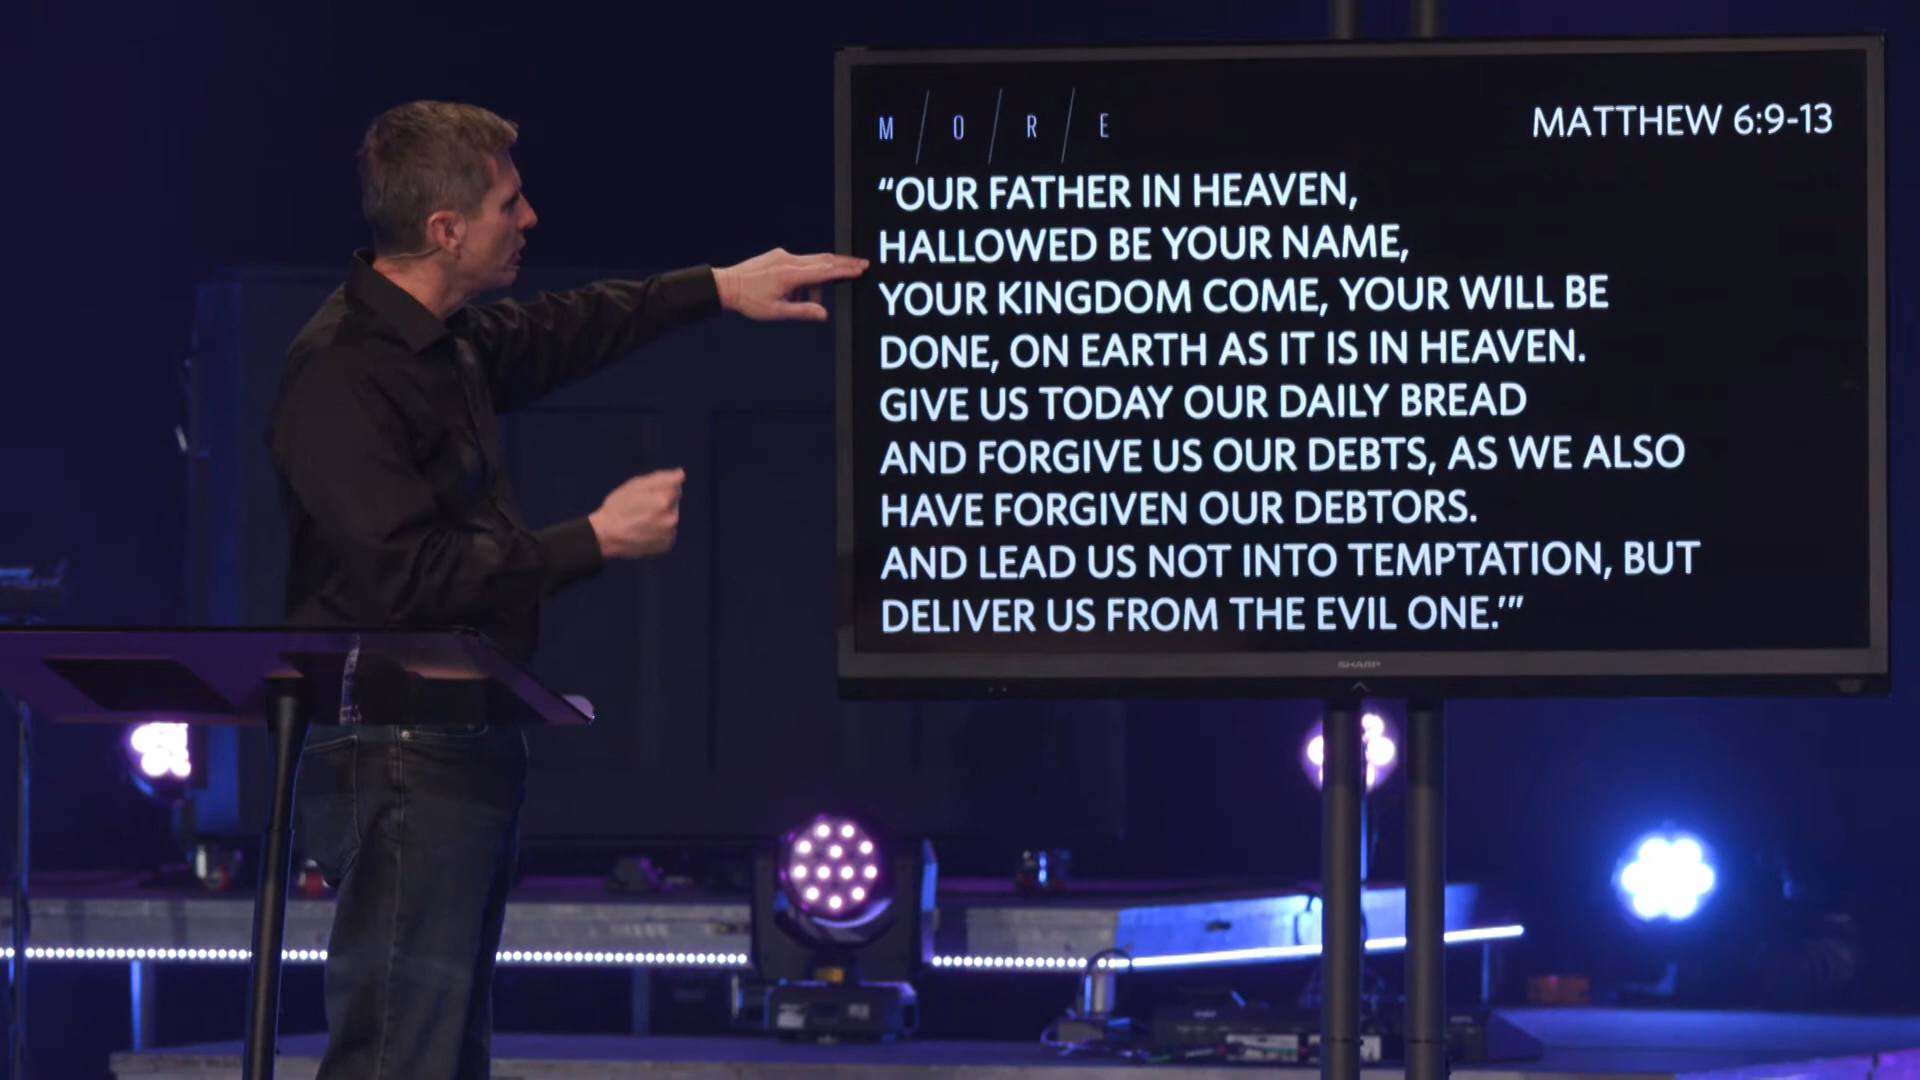 M / O / R / E
MATTHEW 6:9-13
“OUR FATHER IN HEAVEN,
HALLOWED BE YOUR NAME,
YOUR KINGDOM COME, YOUR WILL BE
DONE, ON EARTH AS IT IS IN HEAVEN.
GIVE US TODAY OUR DAILY BREAD
AND FORGIVE US OUR DEBTS, AS WE ALSO
HAVE FORGIVEN OUR DEBTORS.
AND LEAD US NOT INTO TEMPTATION, BUT
DELIVER US FROM THE EVIL ONE.’”
SHARP